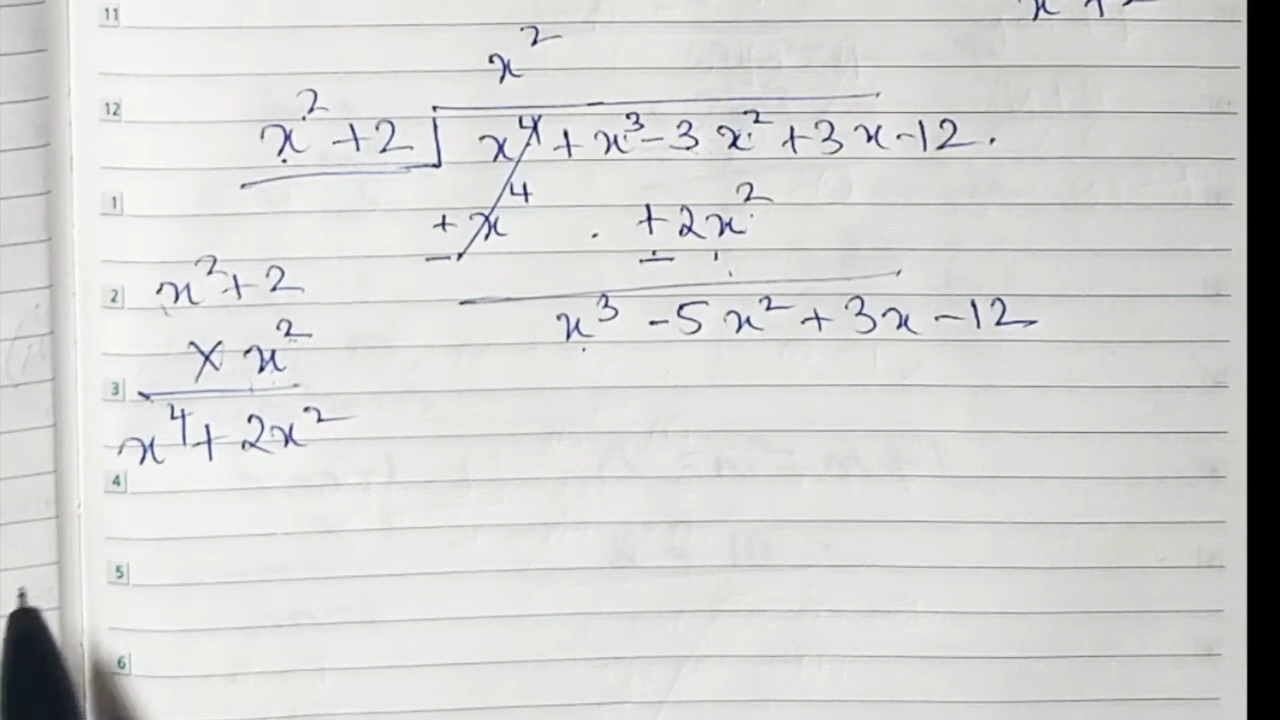 11
x²
12
x² + 2 x⁴ + x³ - 3x² + 3x - 12.
1
+ x⁴ . + 2x²
- -
2
x² + 2
x³ - 5x² + 3x - 12
× x²
3
x⁴ + 2x²
4
5
6